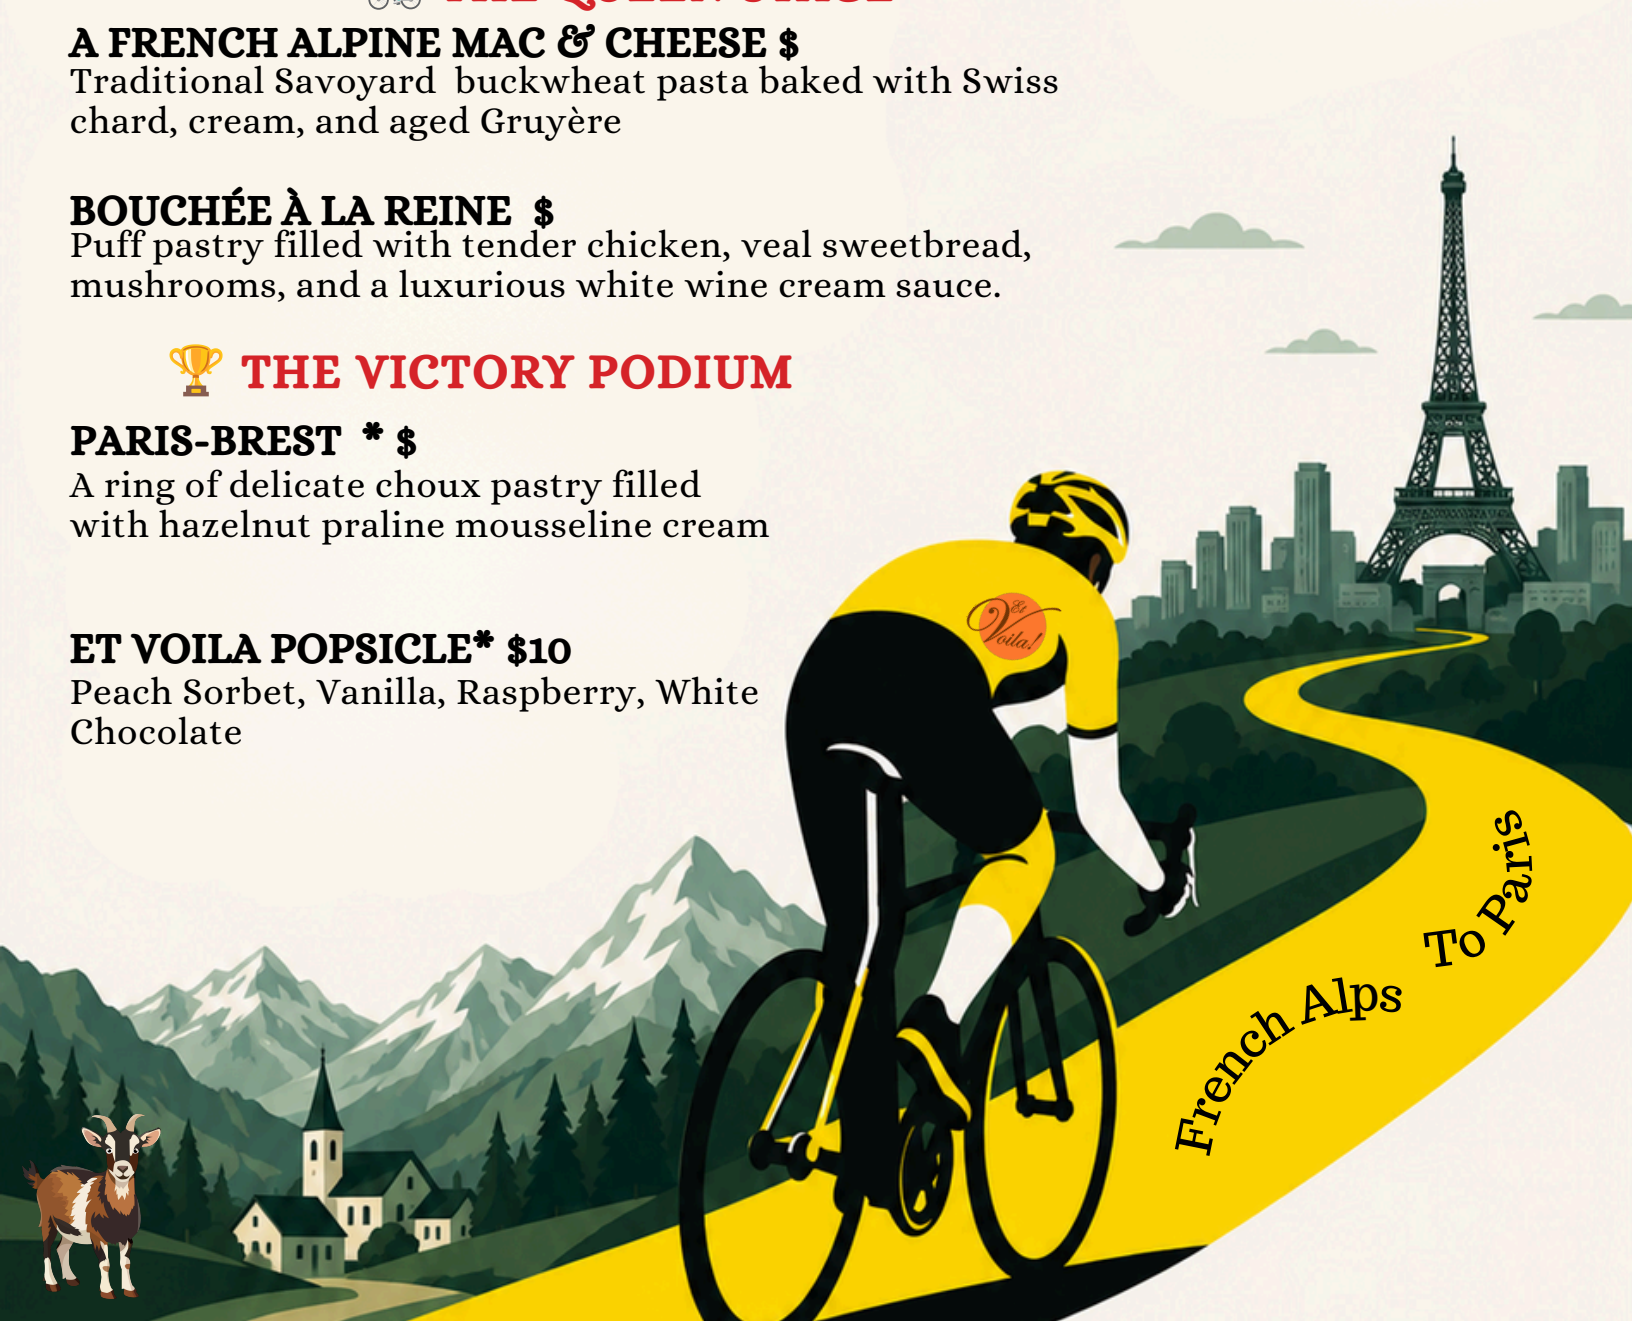 THE QUEEN STAGE
A FRENCH ALPINE MAC & CHEESE $
Traditional Savoyard buckwheat pasta baked with Swiss
chard, cream, and aged Gruyère
BOUCHÉE À LA REINE $
Puff pastry filled with tender chicken, veal sweetbread,
mushrooms, and a luxurious white wine cream sauce.
🏆 THE VICTORY PODIUM
PARIS-BREST * $
A ring of delicate choux pastry filled
with hazelnut praline mousseline cream
ET VOILA POPSICLE* $10
Peach Sorbet, Vanilla, Raspberry, White
Chocolate
Et
Voila!
French Alps To Paris